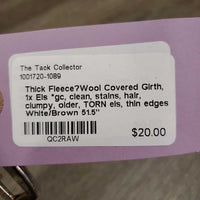 The Tack Collector
1001720-1089
Thick Fleece?Wool Covered Girth,
1x Els *gc, clean, stains, hair,
clumpy, older, TORN els, thin edges
White/Brown 51.5"
$20.00
QC2RAW